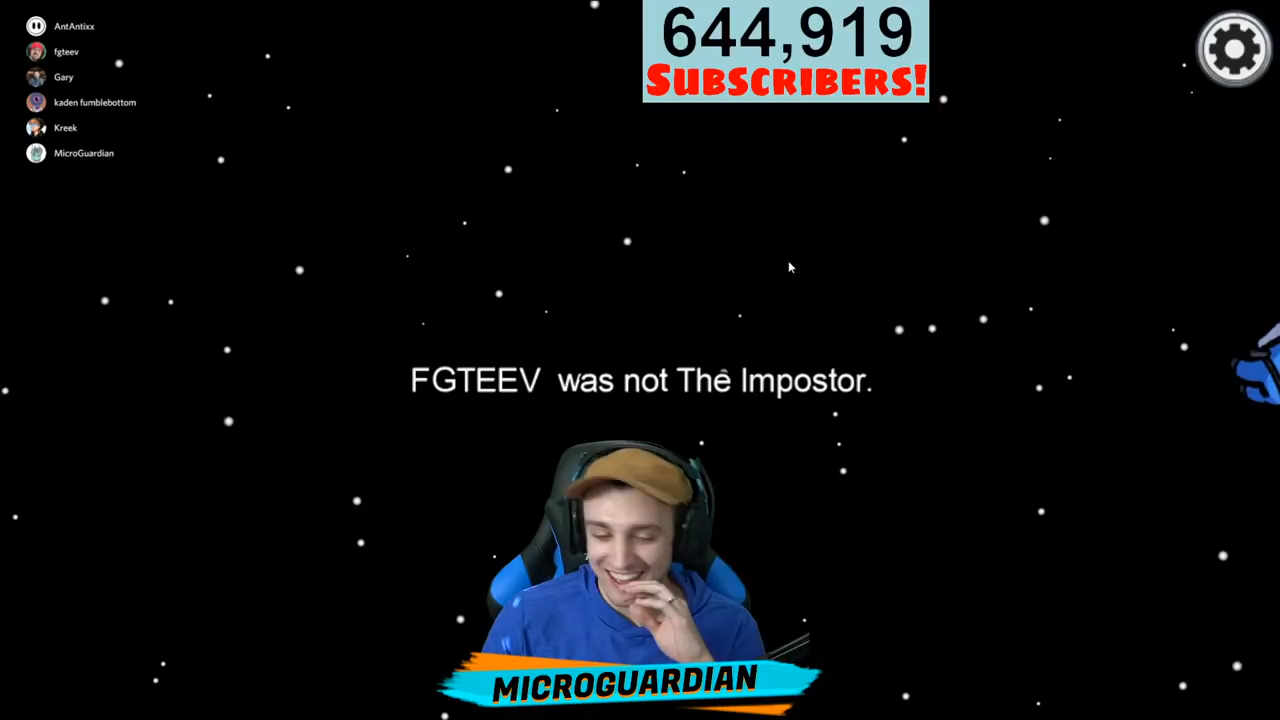 AntAntixx
fgteev
Gary
kaden fumblebottom
Kreek
MicroGuardian
644,919
SUBSCRIBERS!
FGTEEV was not The Impostor.
MICROGUARDIAN